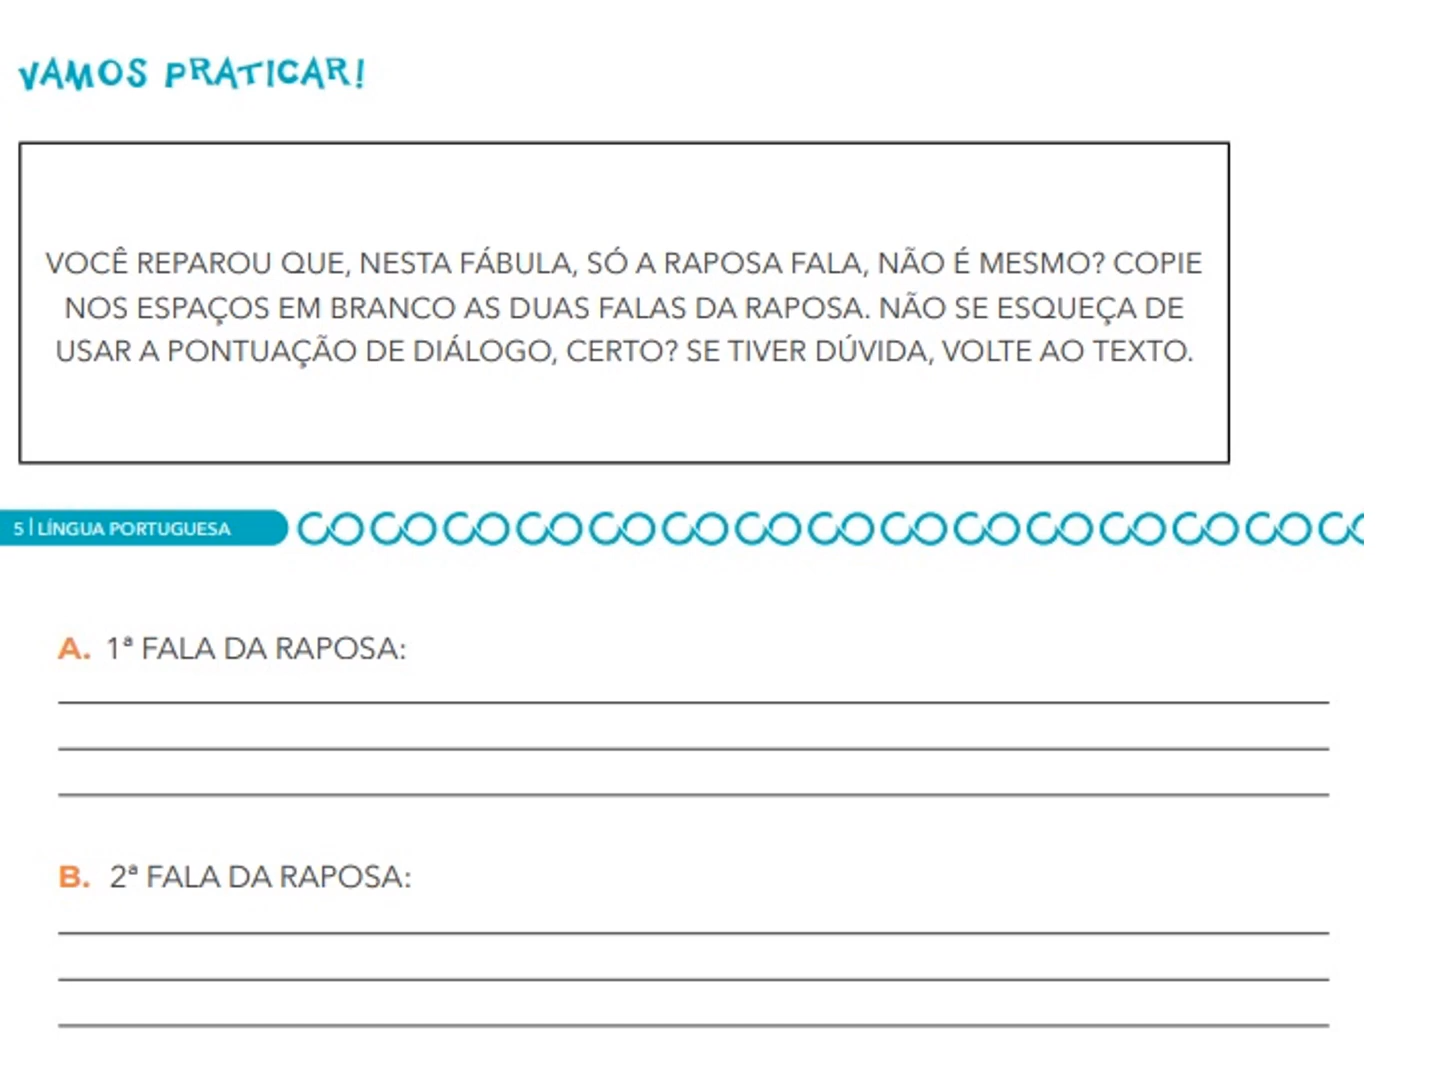 VAMOS PRATICAR!
VOCÊ REPAROU QUE, NESTA FÁBULA, SÓ A RAPOSA FALA, NÃO É MESMO? COPIE
NOS ESPAÇOS EM BRANCO AS DUAS FALAS DA RAPOSA. NÃO SE ESQUEÇA DE
USAR A PONTUAÇÃO DE DIÁLOGO, CERTO? SE TIVER DÚVIDA, VOLTE AO TEXTO.
5 | LÍNGUA PORTUGUESA
A. 1ª FALA DA RAPOSA:
B. 2ª FALA DA RAPOSA: